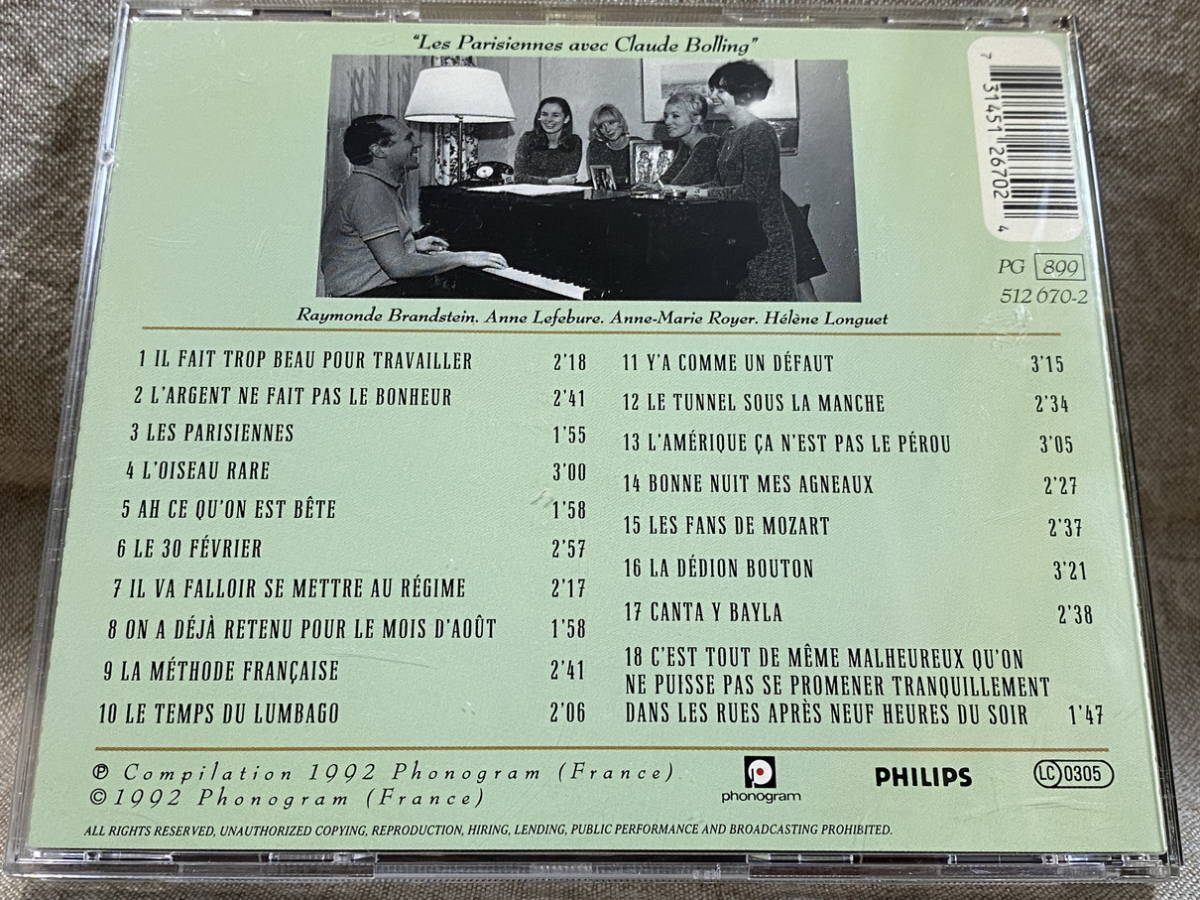 "Les Parisiennes avec Claude Bolling"
7 31451 26702 4
PG 899
512 670-2
Raymonde Brandstein. Anne Lefebure. Anne-Marie Royer. Hélène Longuet
1 IL FAIT TROP BEAU POUR TRAVAILLER 2'18
2 L'ARGENT NE FAIT PAS LE BONHEUR 2'41
3 LES PARISIENNES 1'55
4 L'OISEAU RARE 3'00
5 AH CE QU'ON EST BÊTE 1'58
6 LE 30 FÉVRIER 2'57
7 IL VA FALLOIR SE METTRE AU RÉGIME 2'17
8 ON A DÉJÀ RETENU POUR LE MOIS D'AOÛT 1'58
9 LA MÉTHODE FRANÇAISE 2'41
10 LE TEMPS DU LUMBAGO 2'06
11 Y'A COMME UN DÉFAUT 3'15
12 LE TUNNEL SOUS LA MANCHE 2'34
13 L'AMÉRIQUE ÇA N'EST PAS LE PÉROU 3'05
14 BONNE NUIT MES AGNEAUX 2'27
15 LES FANS DE MOZART 2'37
16 LA DÉDION BOUTON 3'21
17 CANTA Y BAYLA 2'38
18 C'EST TOUT DE MÊME MALHEUREUX QU'ON
NE PUISSE PAS SE PROMENER TRANQUILLEMENT
DANS LES RUES APRÈS NEUF HEURES DU SOIR 1'47
℗ Compilation 1992 Phonogram (France)
© 1992 Phonogram (France)
phonogram
PHILIPS
LC 0305
ALL RIGHTS RESERVED, UNAUTHORIZED COPYING, REPRODUCTION, HIRING, LENDING, PUBLIC PERFORMANCE AND BROADCASTING PROHIBITED.